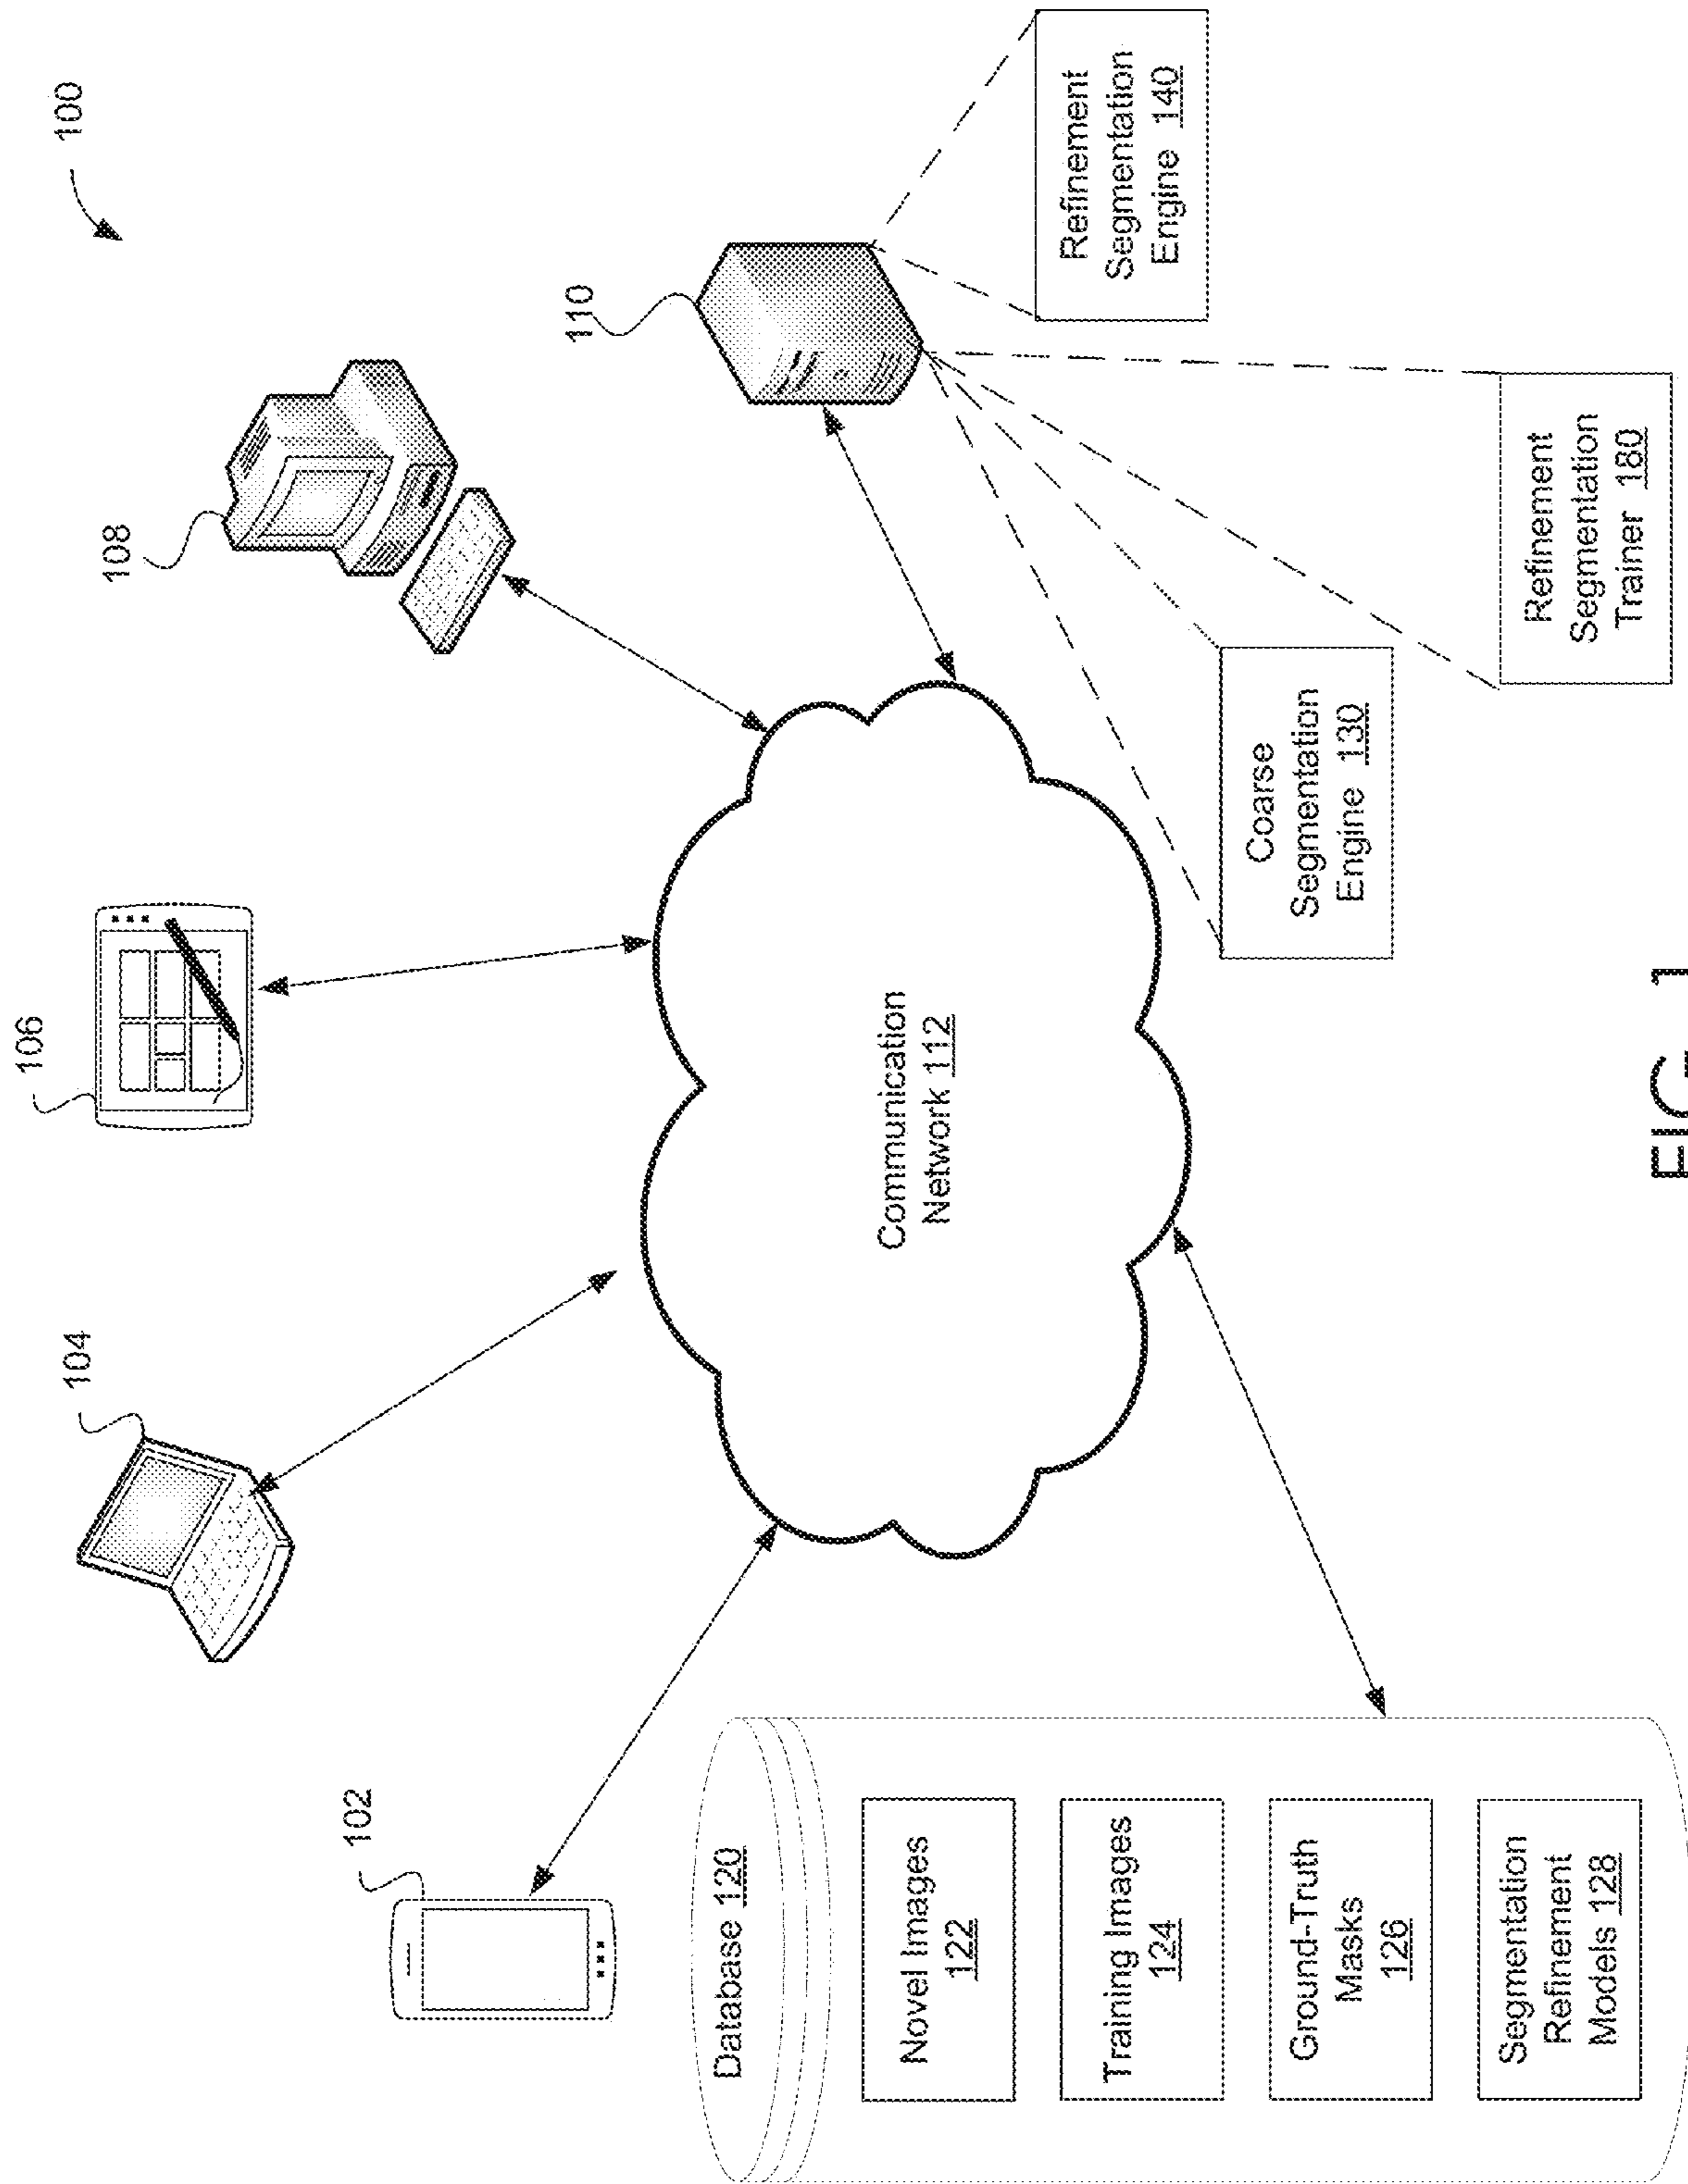 100
102
104
106
108
110
Communication
Network 112
Database 120
Novel Images
122
Training Images
124
Ground-Truth
Masks
126
Segmentation
Refinement
Models 128
Coarse
Segmentation
Engine 130
Refinement
Segmentation
Trainer 180
Refinement
Segmentation
Engine 140
FIG. 1